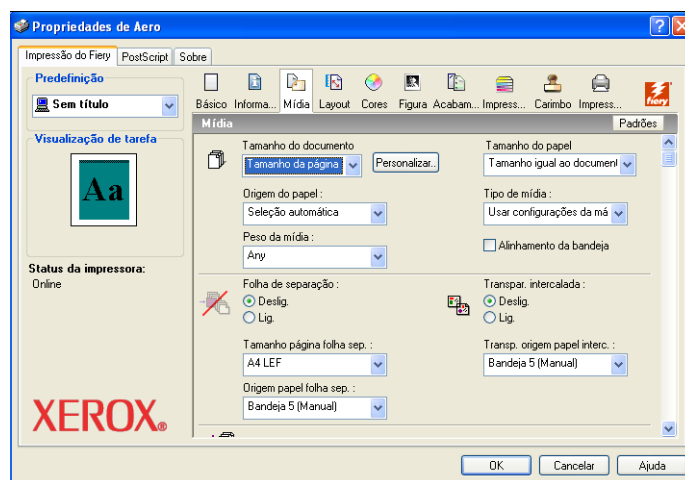 Propriedades de Aero
Impressão do Fiery PostScript Sobre
Predefinição
Sem título
Visualização de tarefa
Aa
Status da impressora:
Online
XEROX®
Básico Informa... Mídia Layout Cores Figura Acabam... Impress... Carimbo Impress...
fiery
Mídia Padrões
Tamanho do documento Tamanho do papel
Tamanho da página Personalizar... Tamanho igual ao document
Origem do papel : Tipo de mídia :
Seleção automática Usar configurações da má
Peso da mídia :
Any Alinhamento da bandeja
Folha de separação : Transpar. intercalada :
Deslig. Deslig.
Lig. Lig.
Tamanho página folha sep. : Transp. origem papel interc. :
A4 LEF Bandeja 5 (Manual)
Origem papel folha sep. :
Bandeja 5 (Manual)
OK Cancelar Ajuda